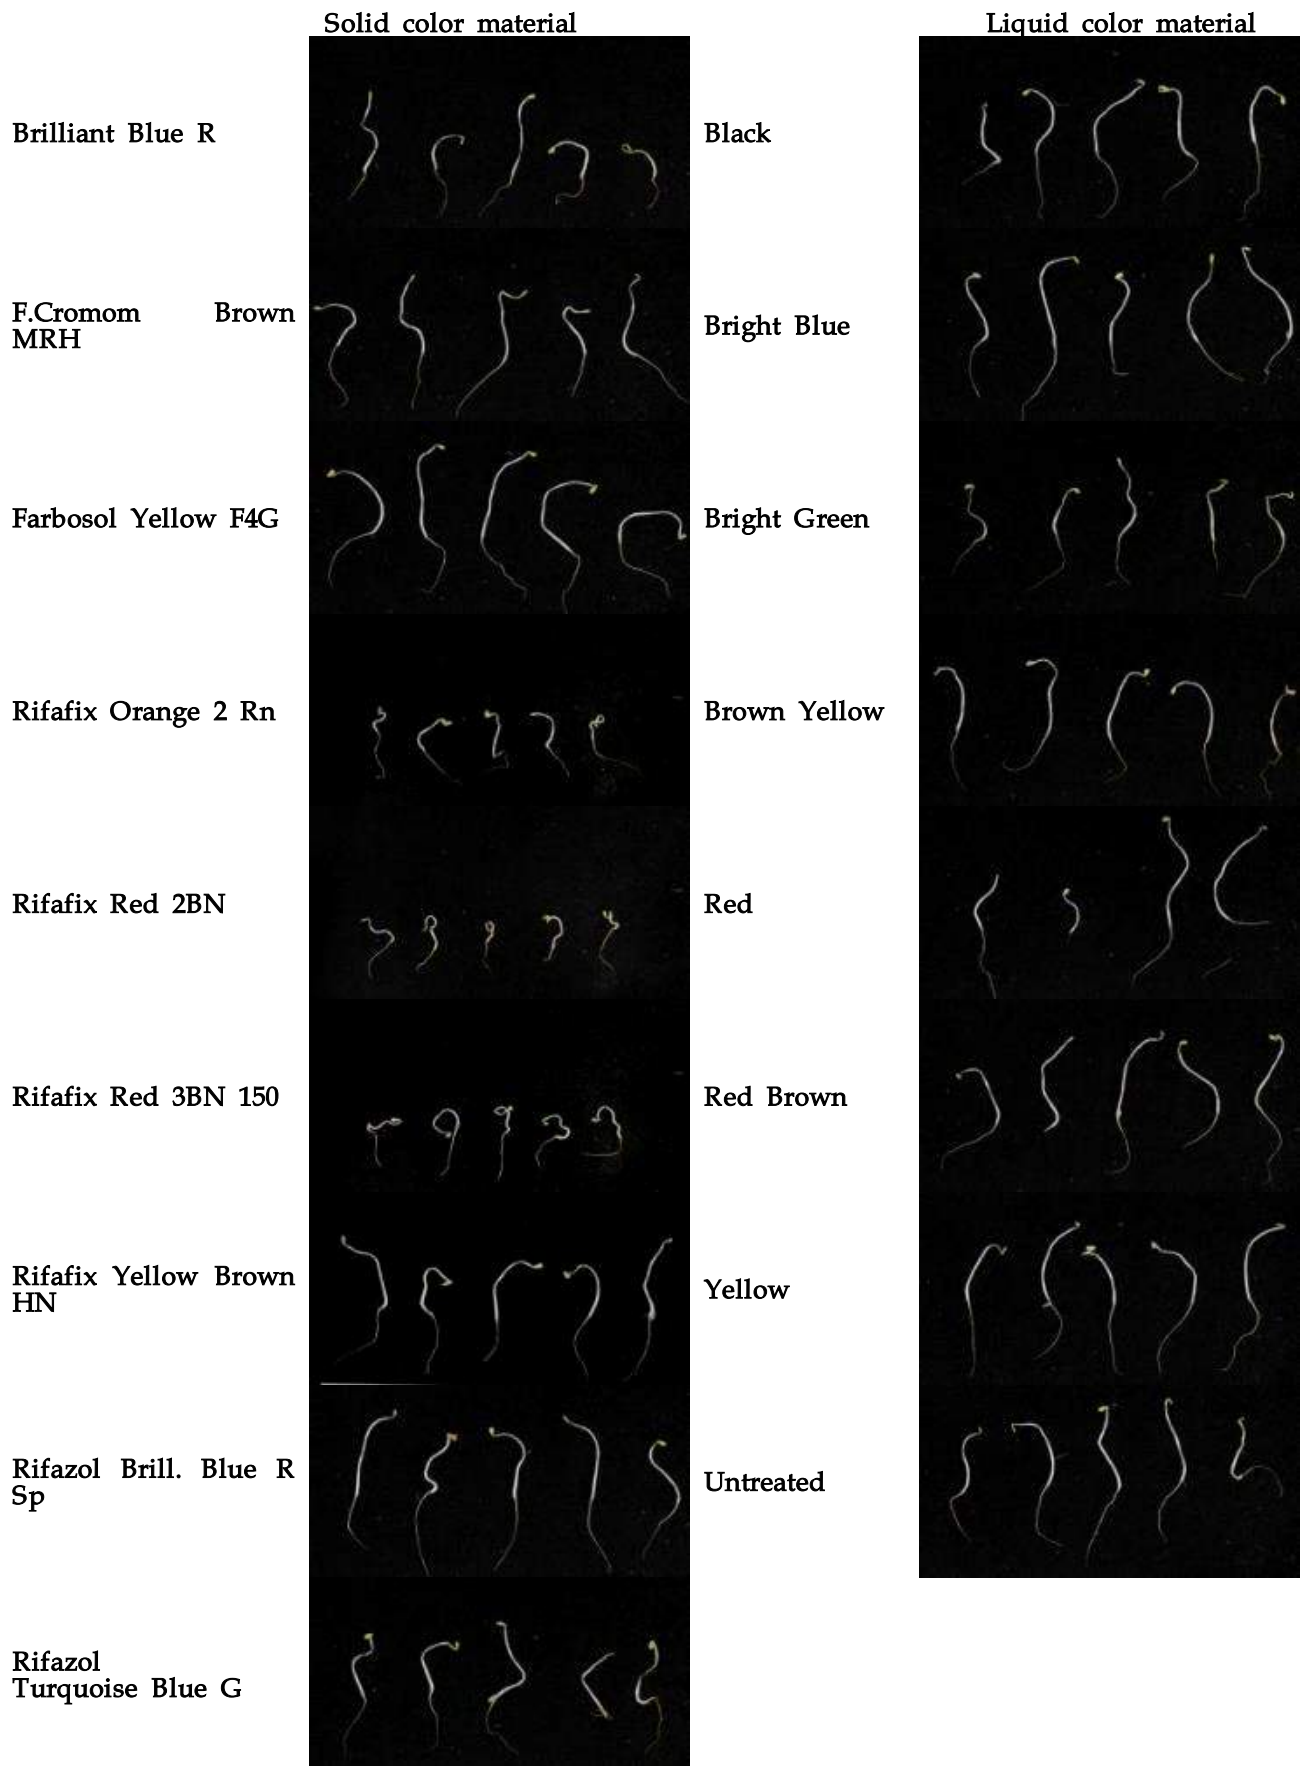 Solid color material
Liquid color material
Brilliant Blue R
Black
F.Cromom Brown
MRH
Bright Blue
Farbosol Yellow F4G
Bright Green
Rifafix Orange 2 Rn
Brown Yellow
Rifafix Red 2BN
Red
Rifafix Red 3BN 150
Red Brown
Rifafix Yellow Brown
HN
Yellow
Rifazol Brill. Blue R
Sp
Untreated
Rifazol
Turquoise Blue G